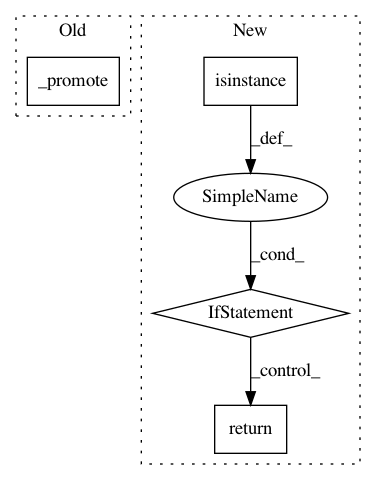 Old
New
_promote
isinstance
_def_
SimpleName
_cond_
IfStatement
_control_
return